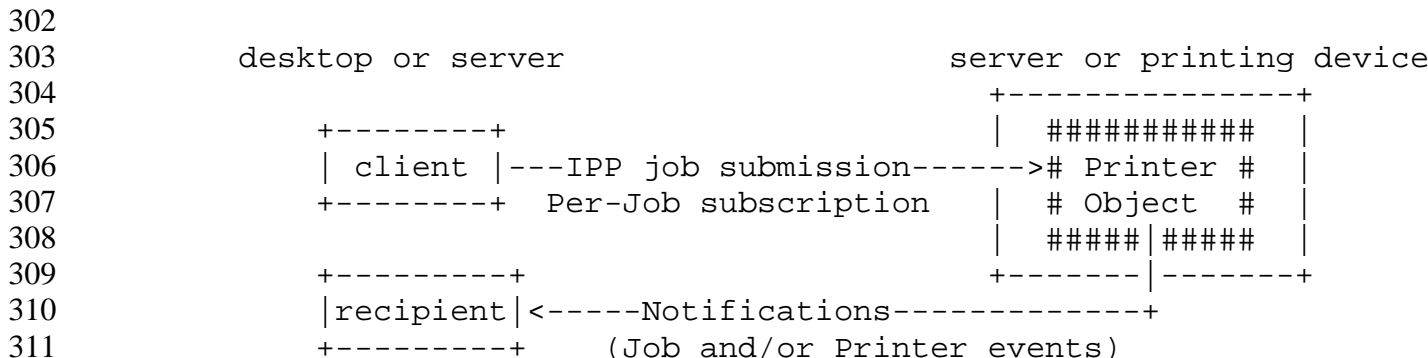 302
303 desktop or server server or printing device
304 +---------------+
305 +--------+ | ########### |
306 | client |---IPP job submission------># Printer # |
307 +--------+ Per-Job subscription | # Object # |
308 | #####|##### |
309 +---------+ +-------|-------+
310 |recipient|<-----Notifications-------------+
311 +---------+ (Job and/or Printer events)